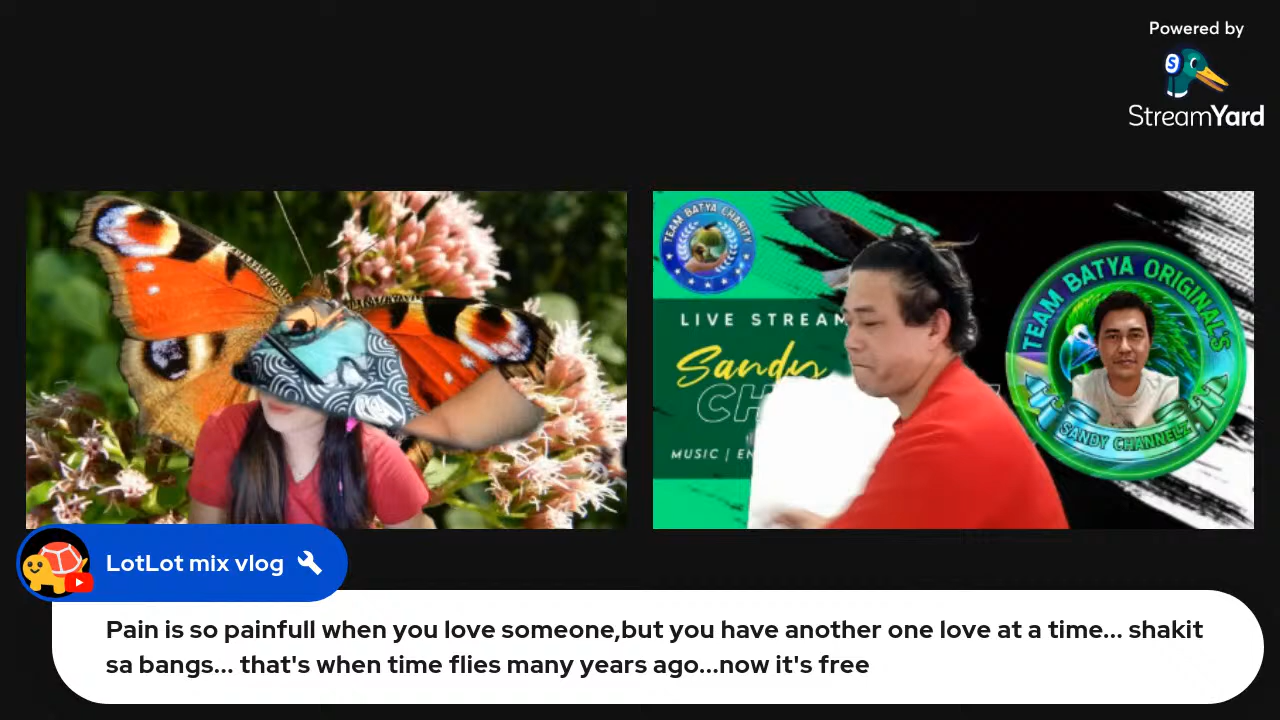 Powered by
StreamYard
TEAM BATYA CHARITY
LIVE STREAM
Sandy
CH
MUSIC | EN
TEAM BATYA ORIGINALS
SANDY CHANNELZ
LotLot mix vlog
Pain is so painfull when you love someone,but you have another one love at a time... shakit
sa bangs... that's when time flies many years ago...now it's free